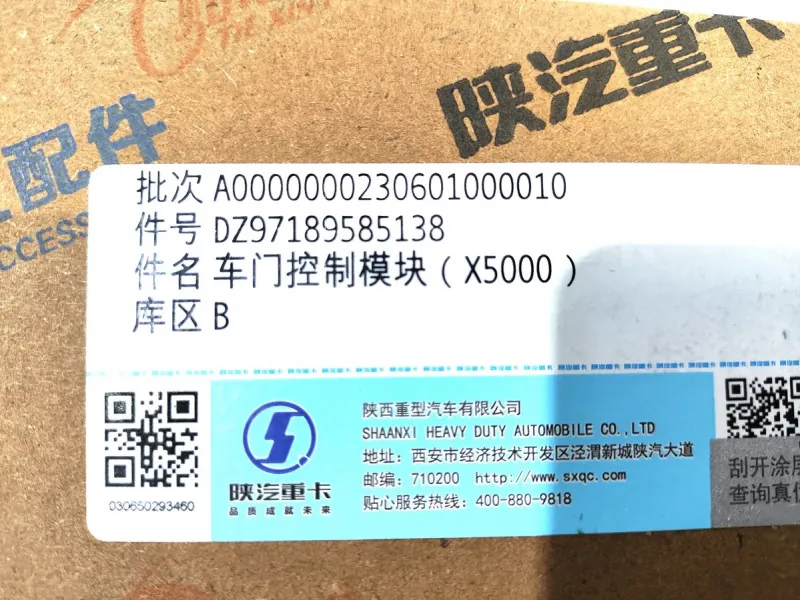 陕汽重卡
配件
CCESS
批次 A0000000230601000010
件号 DZ97189585138
件名 车门控制模块（X5000）
库区 B
陕汽重卡
品质成就未来
陕西重型汽车有限公司
SHAANXI HEAVY DUTY AUTOMOBILE CO.,LTD
地址：西安市经济技术开发区泾渭新城陕汽大道
邮编：710200 http://www.sxqc.com
贴心服务热线：400-880-9818
030650293460
刮开涂层
查询真伪